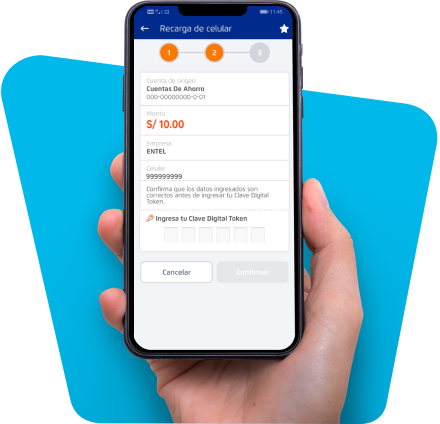 11:45
Recarga de celular
1
2
3
Cuenta de origen
Cuentas De Ahorro
000-00000000-0-01
Monto
S/ 10.00
Empresa
ENTEL
Celular
999999999
Confirma que los datos ingresados son
correctos antes de ingresar tu Clave Digital
Token.
Ingresa tu Clave Digital Token
Cancelar
Confirmar